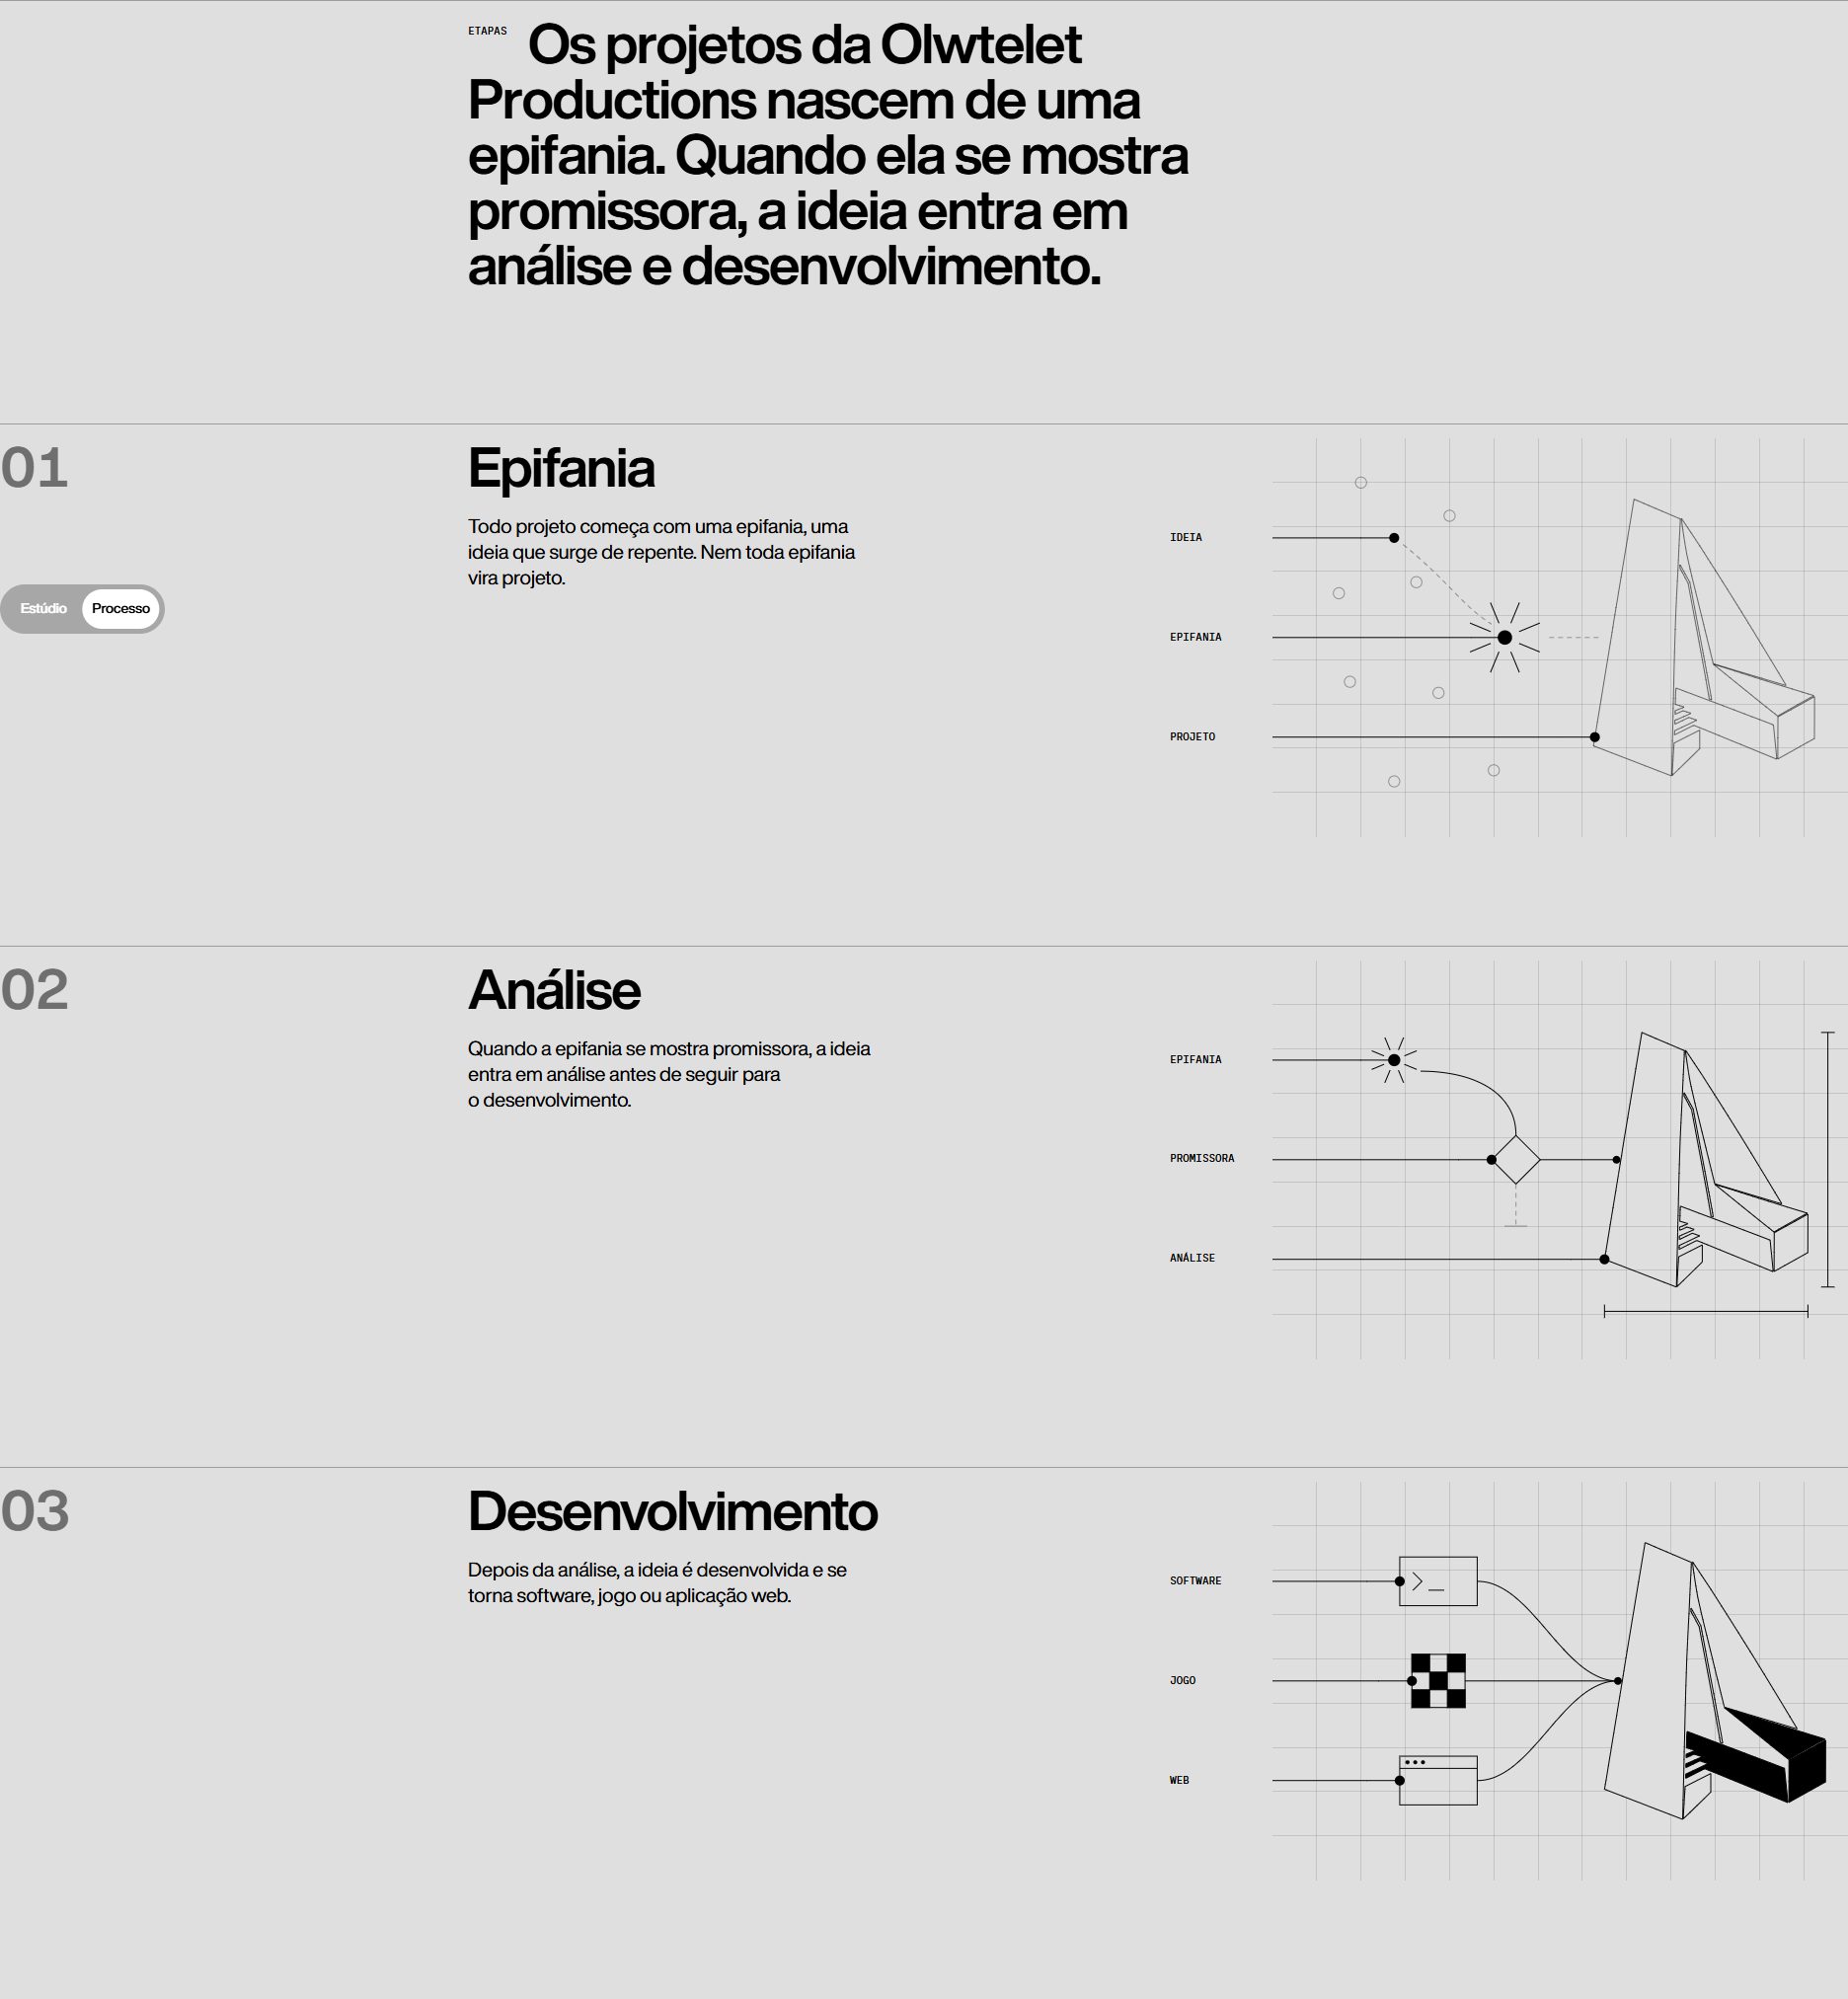 ETAPAS Os projetos da Olwtelet
Productions nascem de uma
epifania. Quando ela se mostra
promissora, a ideia entra em
análise e desenvolvimento.
01
Epifania
Todo projeto começa com uma epifania, uma
ideia que surge de repente. Nem toda epifania
vira projeto.
Estúdio
Processo
IDEIA
EPIFANIA
PROJETO
02
Análise
Quando a epifania se mostra promissora, a ideia
entra em análise antes de seguir para
o desenvolvimento.
EPIFANIA
PROMISSORA
ANÁLISE
03
Desenvolvimento
Depois da análise, a ideia é desenvolvida e se
torna software, jogo ou aplicação web.
SOFTWARE
>_
JOGO
WEB